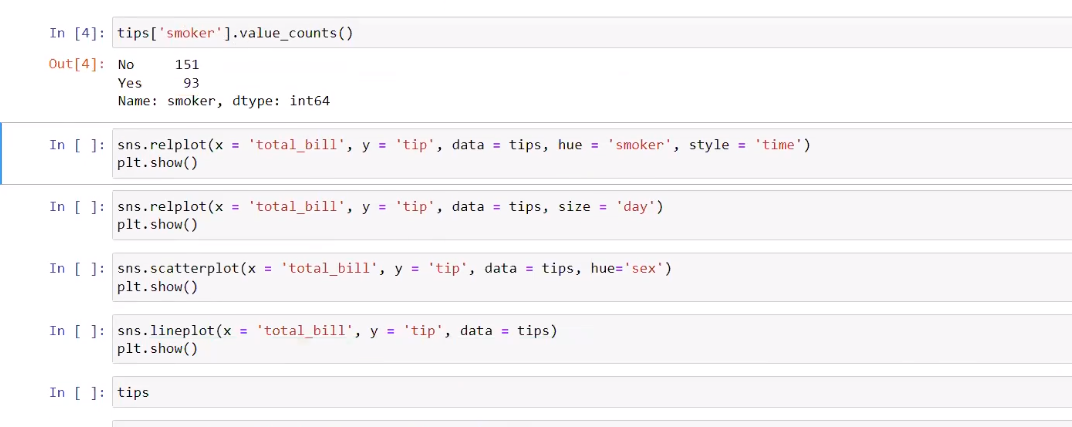 In [4]: tips['smoker'].value_counts()
Out[4]: No     151
Yes     93
Name: smoker, dtype: int64
In [ ]: sns.relplot(x = 'total_bill', y = 'tip', data = tips, hue = 'smoker', style = 'time')
plt.show()
In [ ]: sns.relplot(x = 'total_bill', y = 'tip', data = tips, size = 'day')
plt.show()
In [ ]: sns.scatterplot(x = 'total_bill', y = 'tip', data = tips, hue='sex')
plt.show()
In [ ]: sns.lineplot(x = 'total_bill', y = 'tip', data = tips)
plt.show()
In [ ]: tips